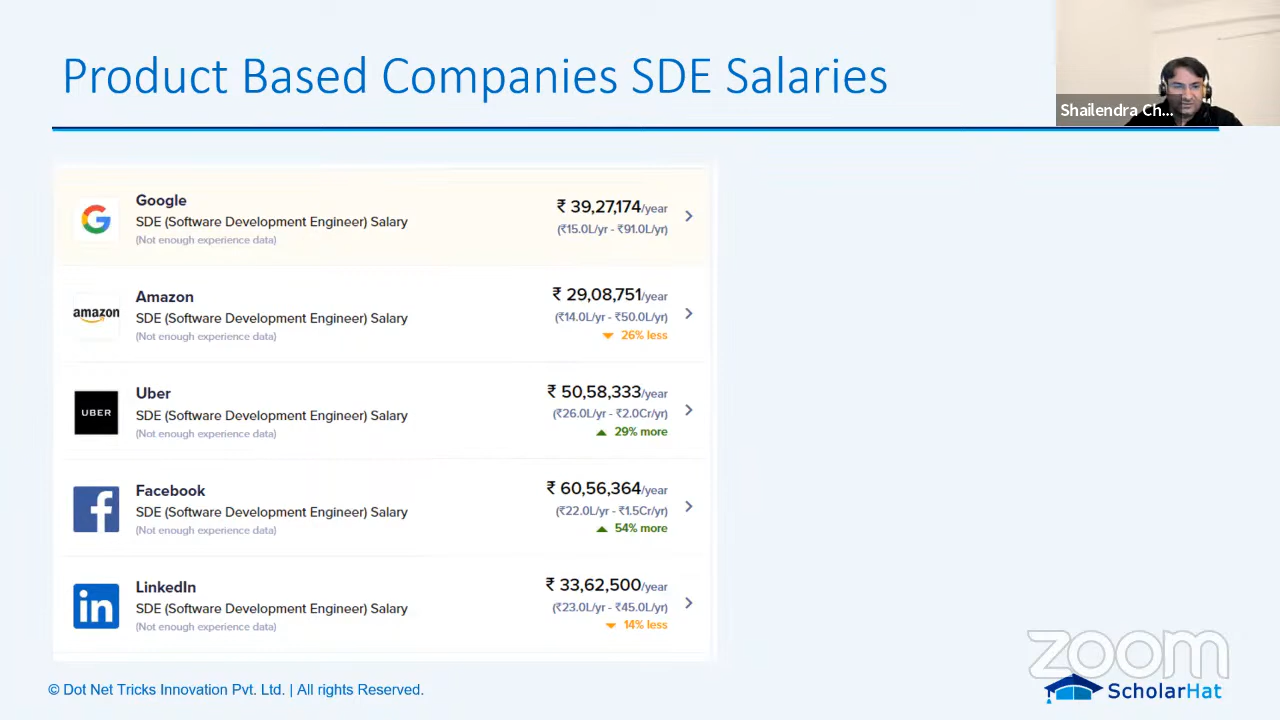 Product Based Companies SDE Salaries
Shailendra Ch...
Google
SDE (Software Development Engineer) Salary
(Not enough experience data)
₹ 39,27,174/year
(₹15.0L/yr - ₹91.0L/yr)
amazon
Amazon
SDE (Software Development Engineer) Salary
(Not enough experience data)
₹ 29,08,751/year
(₹14.0L/yr - ₹50.0L/yr)
26% less
UBER
Uber
SDE (Software Development Engineer) Salary
(Not enough experience data)
₹ 50,58,333/year
(₹26.0L/yr - ₹2.0Cr/yr)
29% more
f
Facebook
SDE (Software Development Engineer) Salary
(Not enough experience data)
₹ 60,56,364/year
(₹22.0L/yr - ₹1.5Cr/yr)
54% more
in
LinkedIn
SDE (Software Development Engineer) Salary
(Not enough experience data)
₹ 33,62,500/year
(₹23.0L/yr - ₹45.0L/yr)
14% less
zoom
© Dot Net Tricks Innovation Pvt. Ltd. | All rights Reserved.
ScholarHat